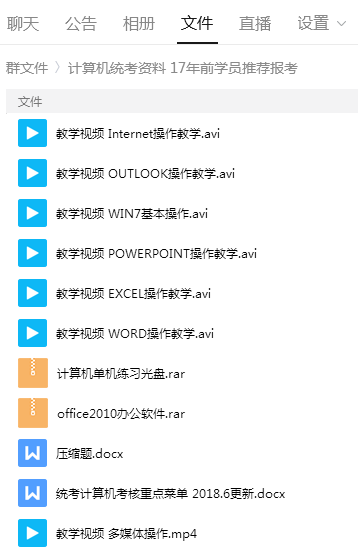 聊天 公告 相册 文件 直播 设置
群文件 〉计算机统考资料 17年前学员推荐报考
文件
教学视频 Internet操作教学.avi
教学视频 OUTLOOK操作教学.avi
教学视频 WIN7基本操作.avi
教学视频 POWERPOINT操作教学.avi
教学视频 EXCEL操作教学.avi
教学视频 WORD操作教学.avi
计算机单机练习光盘.rar
office2010办公软件.rar
压缩题.docx
统考计算机考核重点菜单 2018.6更新.docx
教学视频 多媒体操作.mp4